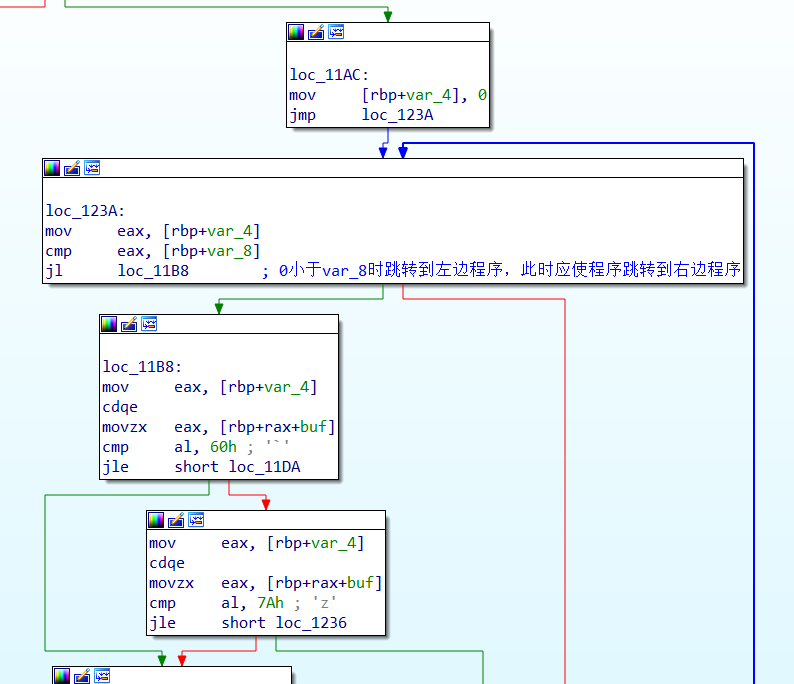 loc_11AC:
mov [rbp+var_4], 0
jmp loc_123A
loc_123A:
mov eax, [rbp+var_4]
cmp eax, [rbp+var_8]
jl loc_11B8 ; 0小于var_8时跳转到左边程序，此时应使程序跳转到右边程序
loc_11B8:
mov eax, [rbp+var_4]
cdqe
movzx eax, [rbp+rax+buf]
cmp al, 60h ; '`'
jle short loc_11DA
mov eax, [rbp+var_4]
cdqe
movzx eax, [rbp+rax+buf]
cmp al, 7Ah ; 'z'
jle short loc_1236